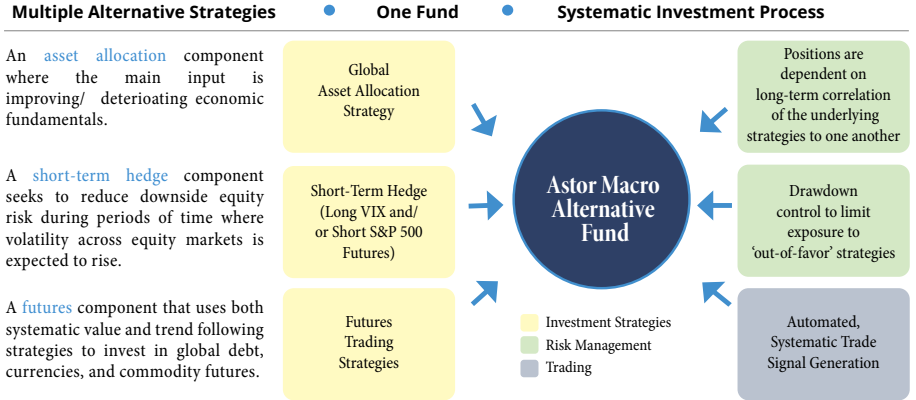 Multiple Alternative Strategies • One Fund • Systematic Investment Process
An asset allocation component
where the main input is
improving/ deterioating economic
fundamentals.
A short-term hedge component
seeks to reduce downside equity
risk during periods of time where
volatility across equity markets is
expected to rise.
A futures component that uses both
systematic value and trend following
strategies to invest in global debt,
currencies, and commodity futures.
Global
Asset Allocation
Strategy
Short-Term Hedge
(Long VIX and/
or Short S&P 500
Futures)
Futures
Trading
Strategies
Astor Macro
Alternative
Fund
Investment Strategies
Risk Management
Trading
Positions are
dependent on
long-term correlation
of the underlying
strategies to one another
Drawdown
control to limit
exposure to
‘out-of-favor’ strategies
Automated,
Systematic Trade
Signal Generation